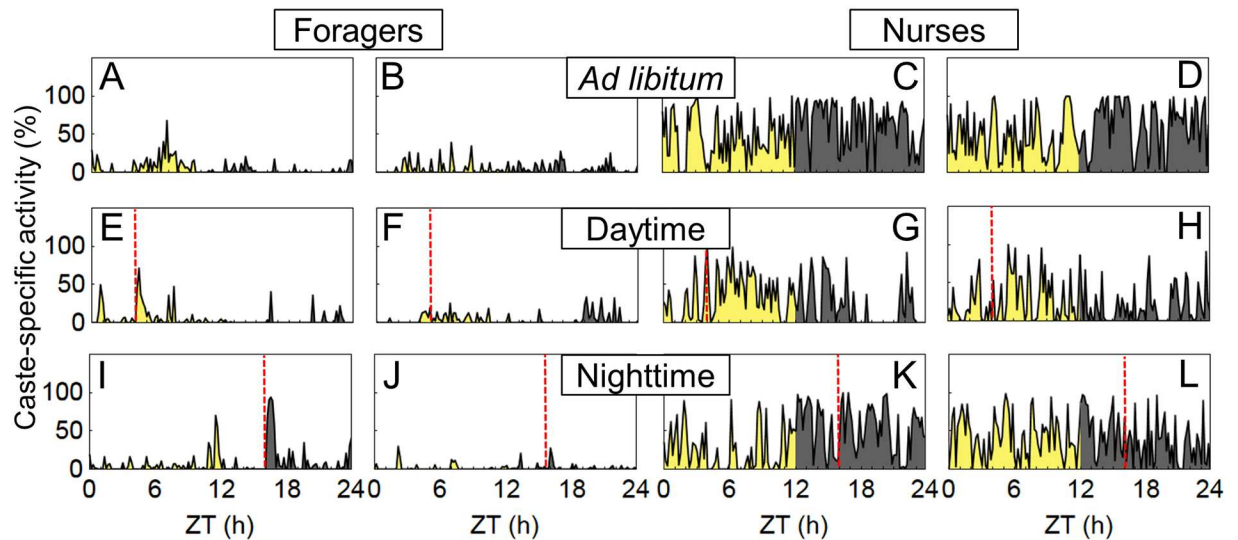 Foragers Nurses
A B Ad libitum C D
100
50
0
E F Daytime G H
100
50
0
I J Nighttime K L
100
50
0
0 6 12 18 24 0 6 12 18 24 0 6 12 18 24 0 6 12 18 24
ZT (h) ZT (h) ZT (h) ZT (h)
Caste-specific activity (%)